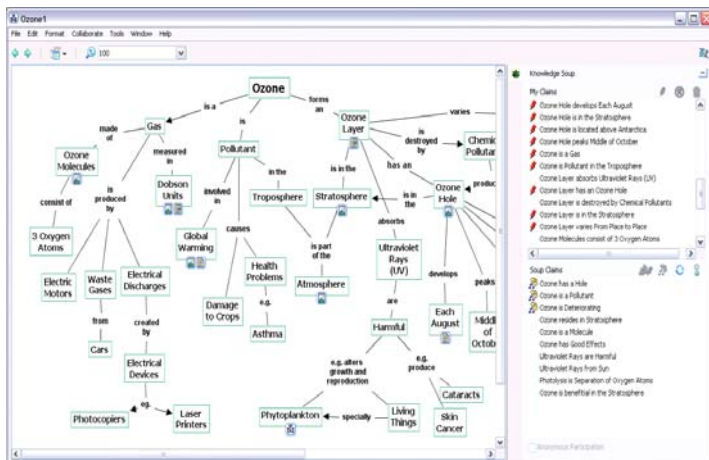 Ozone1
File Edit Format Collaborate Tools Window Help
100
Ozone
is a
is
forms
an
varies
Gas
Pollutant
Ozone
Layer
made
of
measured
in
is
destroyed
by
Chemic
Pollutan
Ozone
Molecules
Dobson
Units
involved
in
in the
Troposphere
is in the
Stratosphere
has an
Ozone
Hole
is in
the
produc
consist of
is
produced
by
3 Oxygen
Atoms
Global
Warming
causes
is part
of the
absorbs
Ultraviolet
Rays
(UV)
Electric
Motors
Waste
Gases
Electrical
Discharges
Health
Problems
Atmosphere
develops
peaks
Damage
to Crops
e.g.
Asthma
are
Each
August
Middl
of
Octob
from
Cars
created
by
Harmful
Electrical
Devices
e.g. alters
growth and
reproduction
e.g.
produce
Cataracts
eg.
Photocopiers
Laser
Printers
Phytoplankton
specially
Living
Things
Skin
Cancer
Knowledge Soup
My Claims
Ozone Hole develops Each August
Ozone Hole is in the Stratosphere
Ozone Hole is located above Antarctica
Ozone Hole peaks Middle of October
Ozone is a Gas
Ozone is a Pollutant in the Troposphere
Ozone Layer absorbs Ultraviolet Rays (UV)
Ozone Layer has an Ozone Hole
Ozone Layer is destroyed by Chemical Pollutants
Ozone Layer is in the Stratosphere
Ozone Layer varies From Place to Place
Ozone Molecules consist of 3 Oxygen Atoms
Soup Claims
Ozone has a Hole
Ozone is a Pollutant
Ozone is Deteriorating
Ozone resides in Stratosphere
Ozone is a Molecule
Ozone has Good Effects
Ultraviolet Rays are Harmful
Ultraviolet Rays from Sun
Photolysis is Separation of Oxygen Atoms
Ozone is benefitial in the Stratosphere
Anonymous Participation